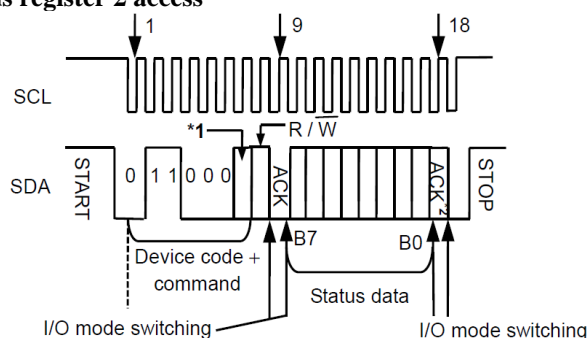 s register 2 access
1 9 18
SCL
*1 R / W
SDA START 0 1 1 0 0 0 ACK ACK*2 STOP
B7 B0
Device code +
command
Status data
I/O mode switching I/O mode switching